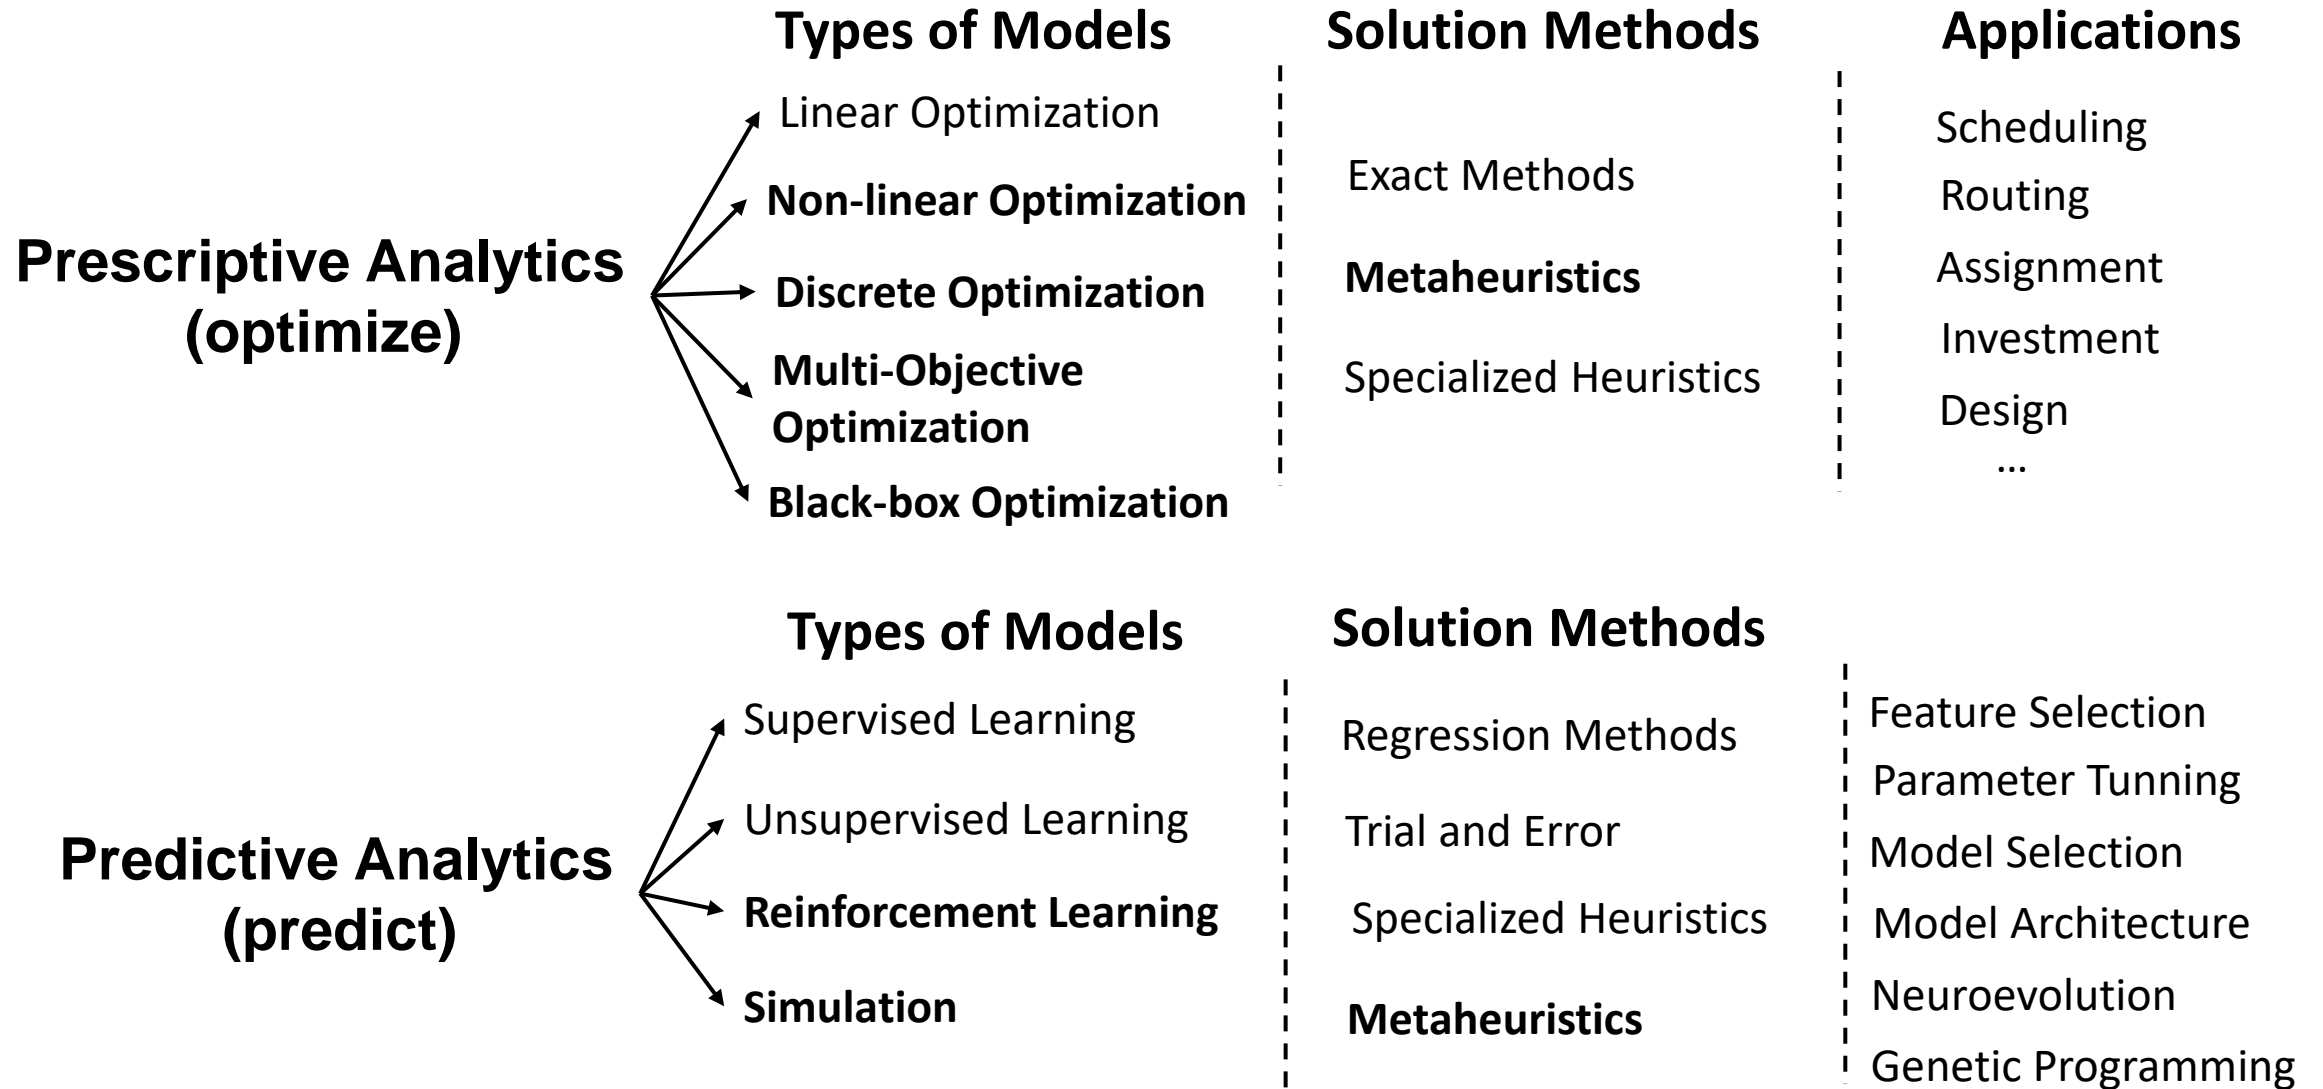 Types of Models
Solution Methods
Applications
Prescriptive Analytics
(optimize)
Linear Optimization
Non-linear Optimization
Discrete Optimization
Multi-Objective
Optimization
Black-box Optimization
Exact Methods
Metaheuristics
Specialized Heuristics
Scheduling
Routing
Assignment
Investment
Design
...
Types of Models
Solution Methods
Predictive Analytics
(predict)
Supervised Learning
Unsupervised Learning
Reinforcement Learning
Simulation
Regression Methods
Trial and Error
Specialized Heuristics
Metaheuristics
Feature Selection
Parameter Tunning
Model Selection
Model Architecture
Neuroevolution
Genetic Programming